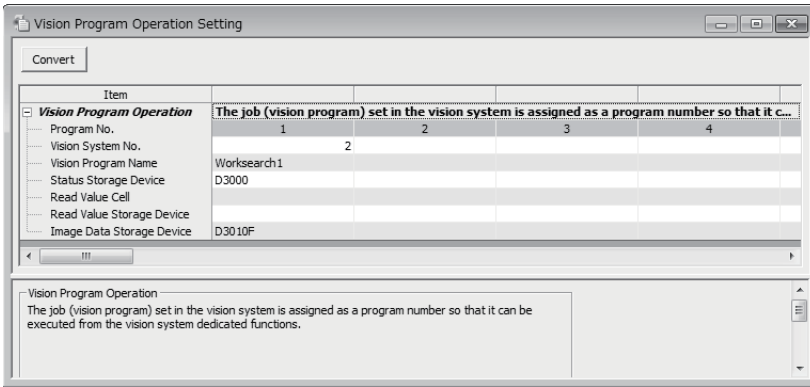 Vision Program Operation Setting
Convert
Item
Vision Program Operation The job (vision program) set in the vision system is assigned as a program number so that it c...
Program No. 1 2 3 4
Vision System No. 2
Vision Program Name Worksearch1
Status Storage Device D3000
Read Value Cell
Read Value Storage Device
Image Data Storage Device D3010F
Vision Program Operation
The job (vision program) set in the vision system is assigned as a program number so that it can be
executed from the vision system dedicated functions.